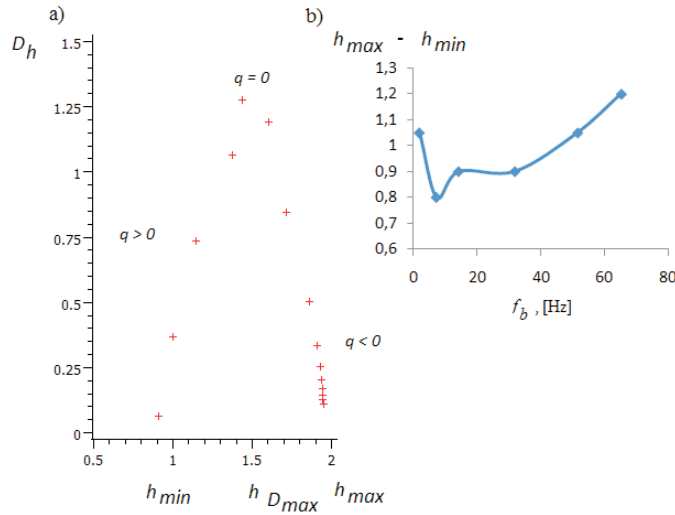 a)
D_h
1.5
1.25
1
0.75
0.5
0.25
0
q = 0
q > 0
q < 0
0.5
1
1.5
2
h_min
h_D_max
h_max
b)
h_max - h_min
1,3
1,2
1,1
1
0,9
0,8
0,7
0,6
0
20
40
60
80
f_b , [Hz]